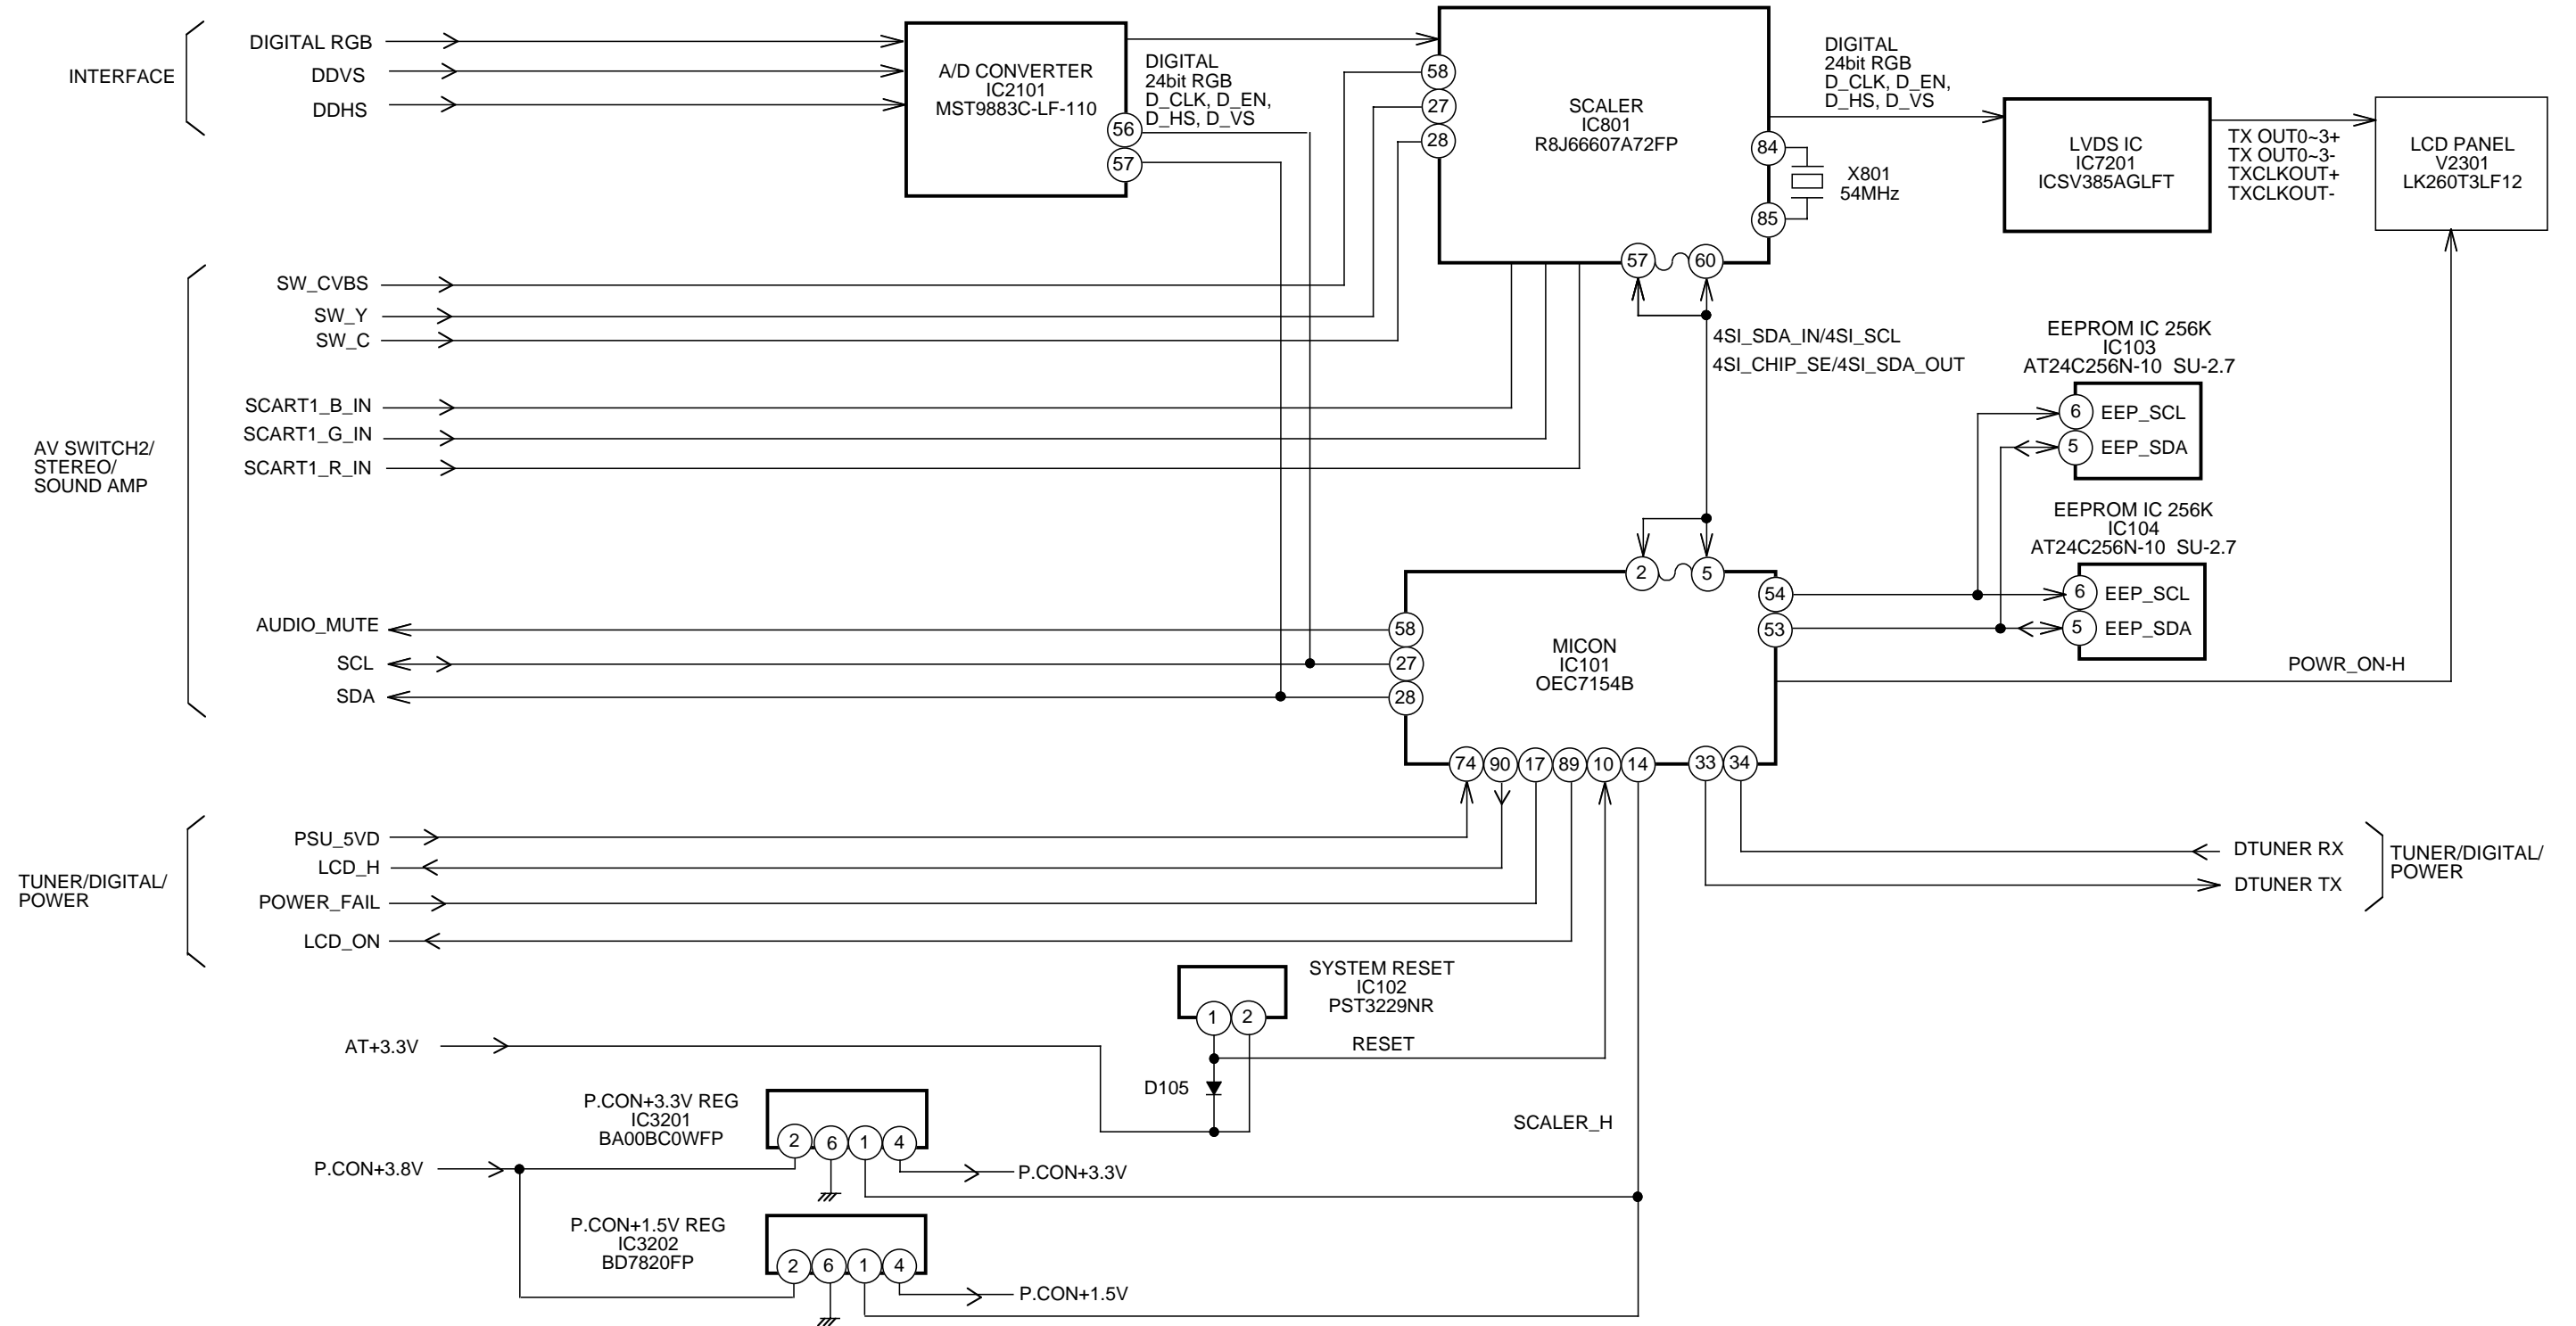 INTERFACE
DIGITAL RGB
DDVS
DDHS
A/D CONVERTER
IC2101
MST9883C-LF-110
56
57
DIGITAL
24bit RGB
D_CLK, D_EN,
D_HS, D_VS
58
27
28
SCALER
IC801
R8J66607A72FP
84
85
57
60
X801
54MHz
DIGITAL
24bit RGB
D_CLK, D_EN,
D_HS, D_VS
LVDS IC
IC7201
ICSV385AGLFT
TX OUT0~3+
TX OUT0~3-
TXCLKOUT+
TXCLKOUT-
LCD PANEL
V2301
LK260T3LF12
AV SWITCH2/
STEREO/
SOUND AMP
SW_CVBS
SW_Y
SW_C
SCART1_B_IN
SCART1_G_IN
SCART1_R_IN
AUDIO_MUTE
SCL
SDA
4SI_SDA_IN/4SI_SCL
4SI_CHIP_SE/4SI_SDA_OUT
EEPROM IC 256K
IC103
AT24C256N-10 SU-2.7
6 EEP_SCL
5 EEP_SDA
EEPROM IC 256K
IC104
AT24C256N-10 SU-2.7
6 EEP_SCL
5 EEP_SDA
2
5
54
53
58
27
28
MICON
IC101
OEC7154B
POWR_ON-H
74 90 17 89 10 14 33 34
TUNER/DIGITAL/
POWER
PSU_5VD
LCD_H
POWER_FAIL
LCD_ON
DTUNER RX
DTUNER TX
TUNER/DIGITAL/
POWER
SYSTEM RESET
IC102
PST3229NR
1 2
AT+3.3V
RESET
D105
SCALER_H
P.CON+3.3V REG
IC3201
BA00BC0WFP
2 6 1 4
P.CON+3.8V
P.CON+3.3V
P.CON+1.5V REG
IC3202
BD7820FP
2 6 1 4
P.CON+1.5V